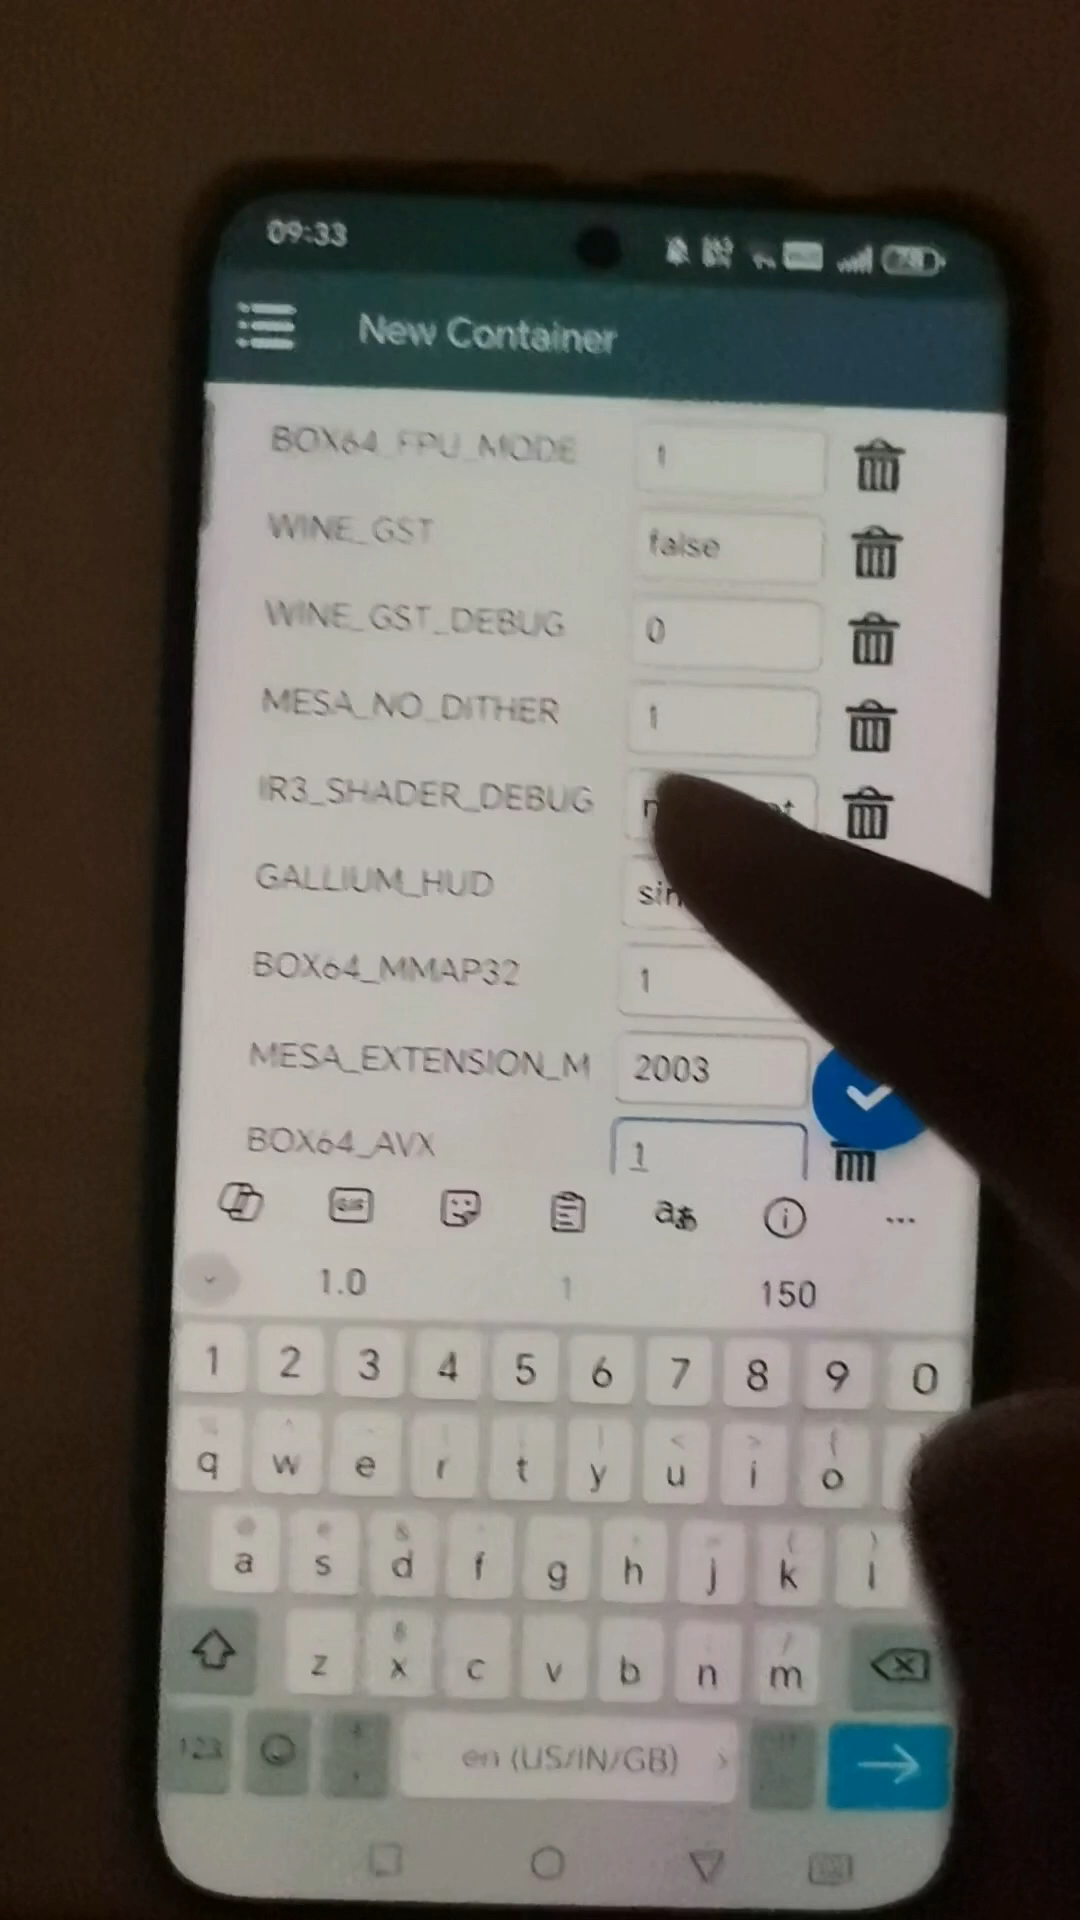 09:33
New Container
BOX64_FPU_MODE 1
WINE_GST false
WINE_GST_DEBUG 0
MESA_NO_DITHER 1
IR3_SHADER_DEBUG
GALLIUM_HUD
BOX64_MMAP32 1
MESA_EXTENSION_M 2003
BOX64_AVX 1
GIF
1.0 1 150
1 2 3 4 5 6 7 8 9 0
q w e r t y u i o
a s d f g h j k l
z x c v b n m
123 en (US/IN/GB)